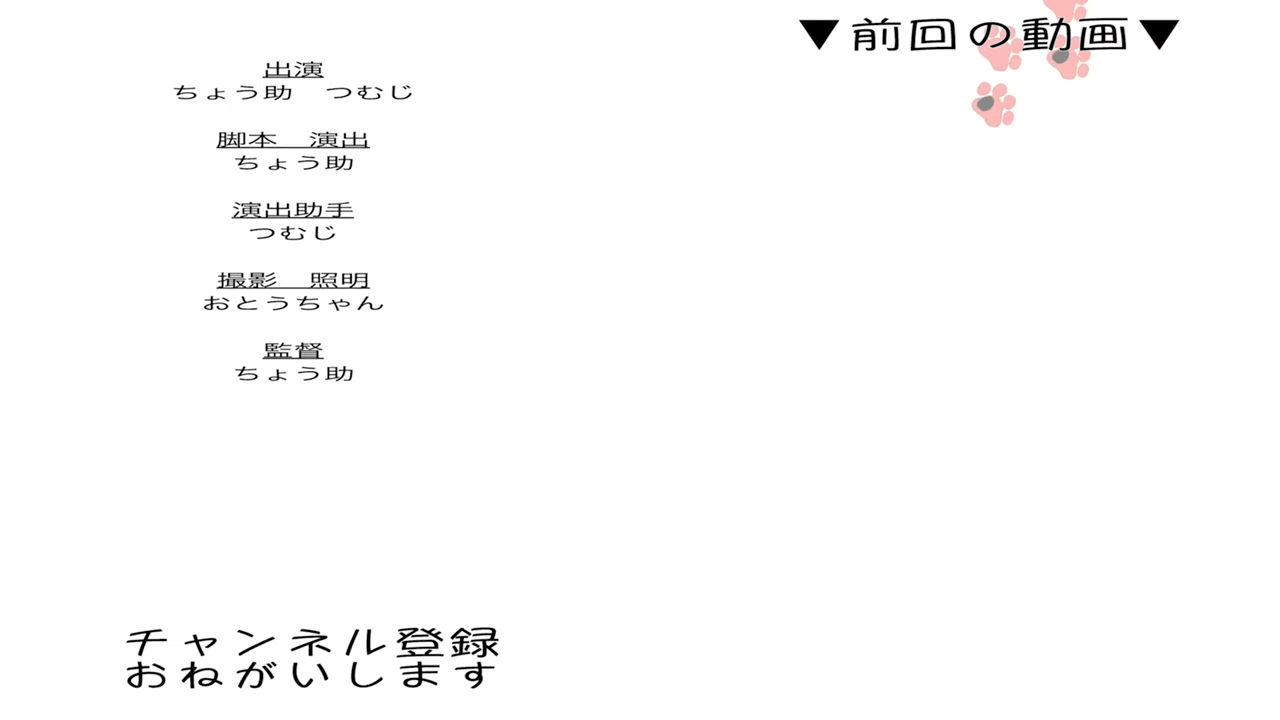 ▼前回の動画▼
出演
ちょう助　つむじ
脚本　演出
ちょう助
演出助手
つむじ
撮影　照明
おとうちゃん
監督
ちょう助
チャンネル登録
おねがいします